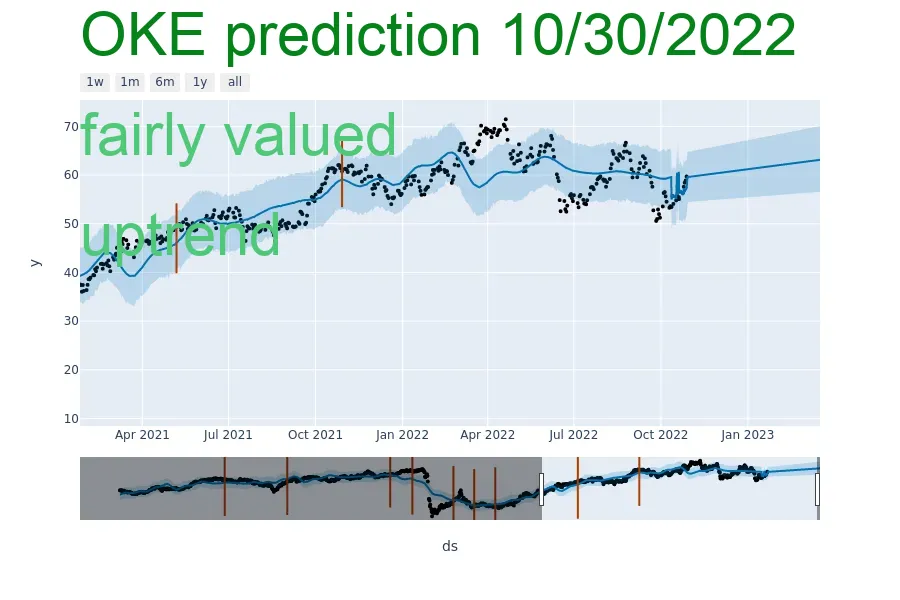 OKE prediction 10/30/2022
1w 1m 6m 1y all
fairly valued
uptrend
70
60
50
40
30
20
10
y
Apr 2021 Jul 2021 Oct 2021 Jan 2022 Apr 2022 Jul 2022 Oct 2022 Jan 2023
ds